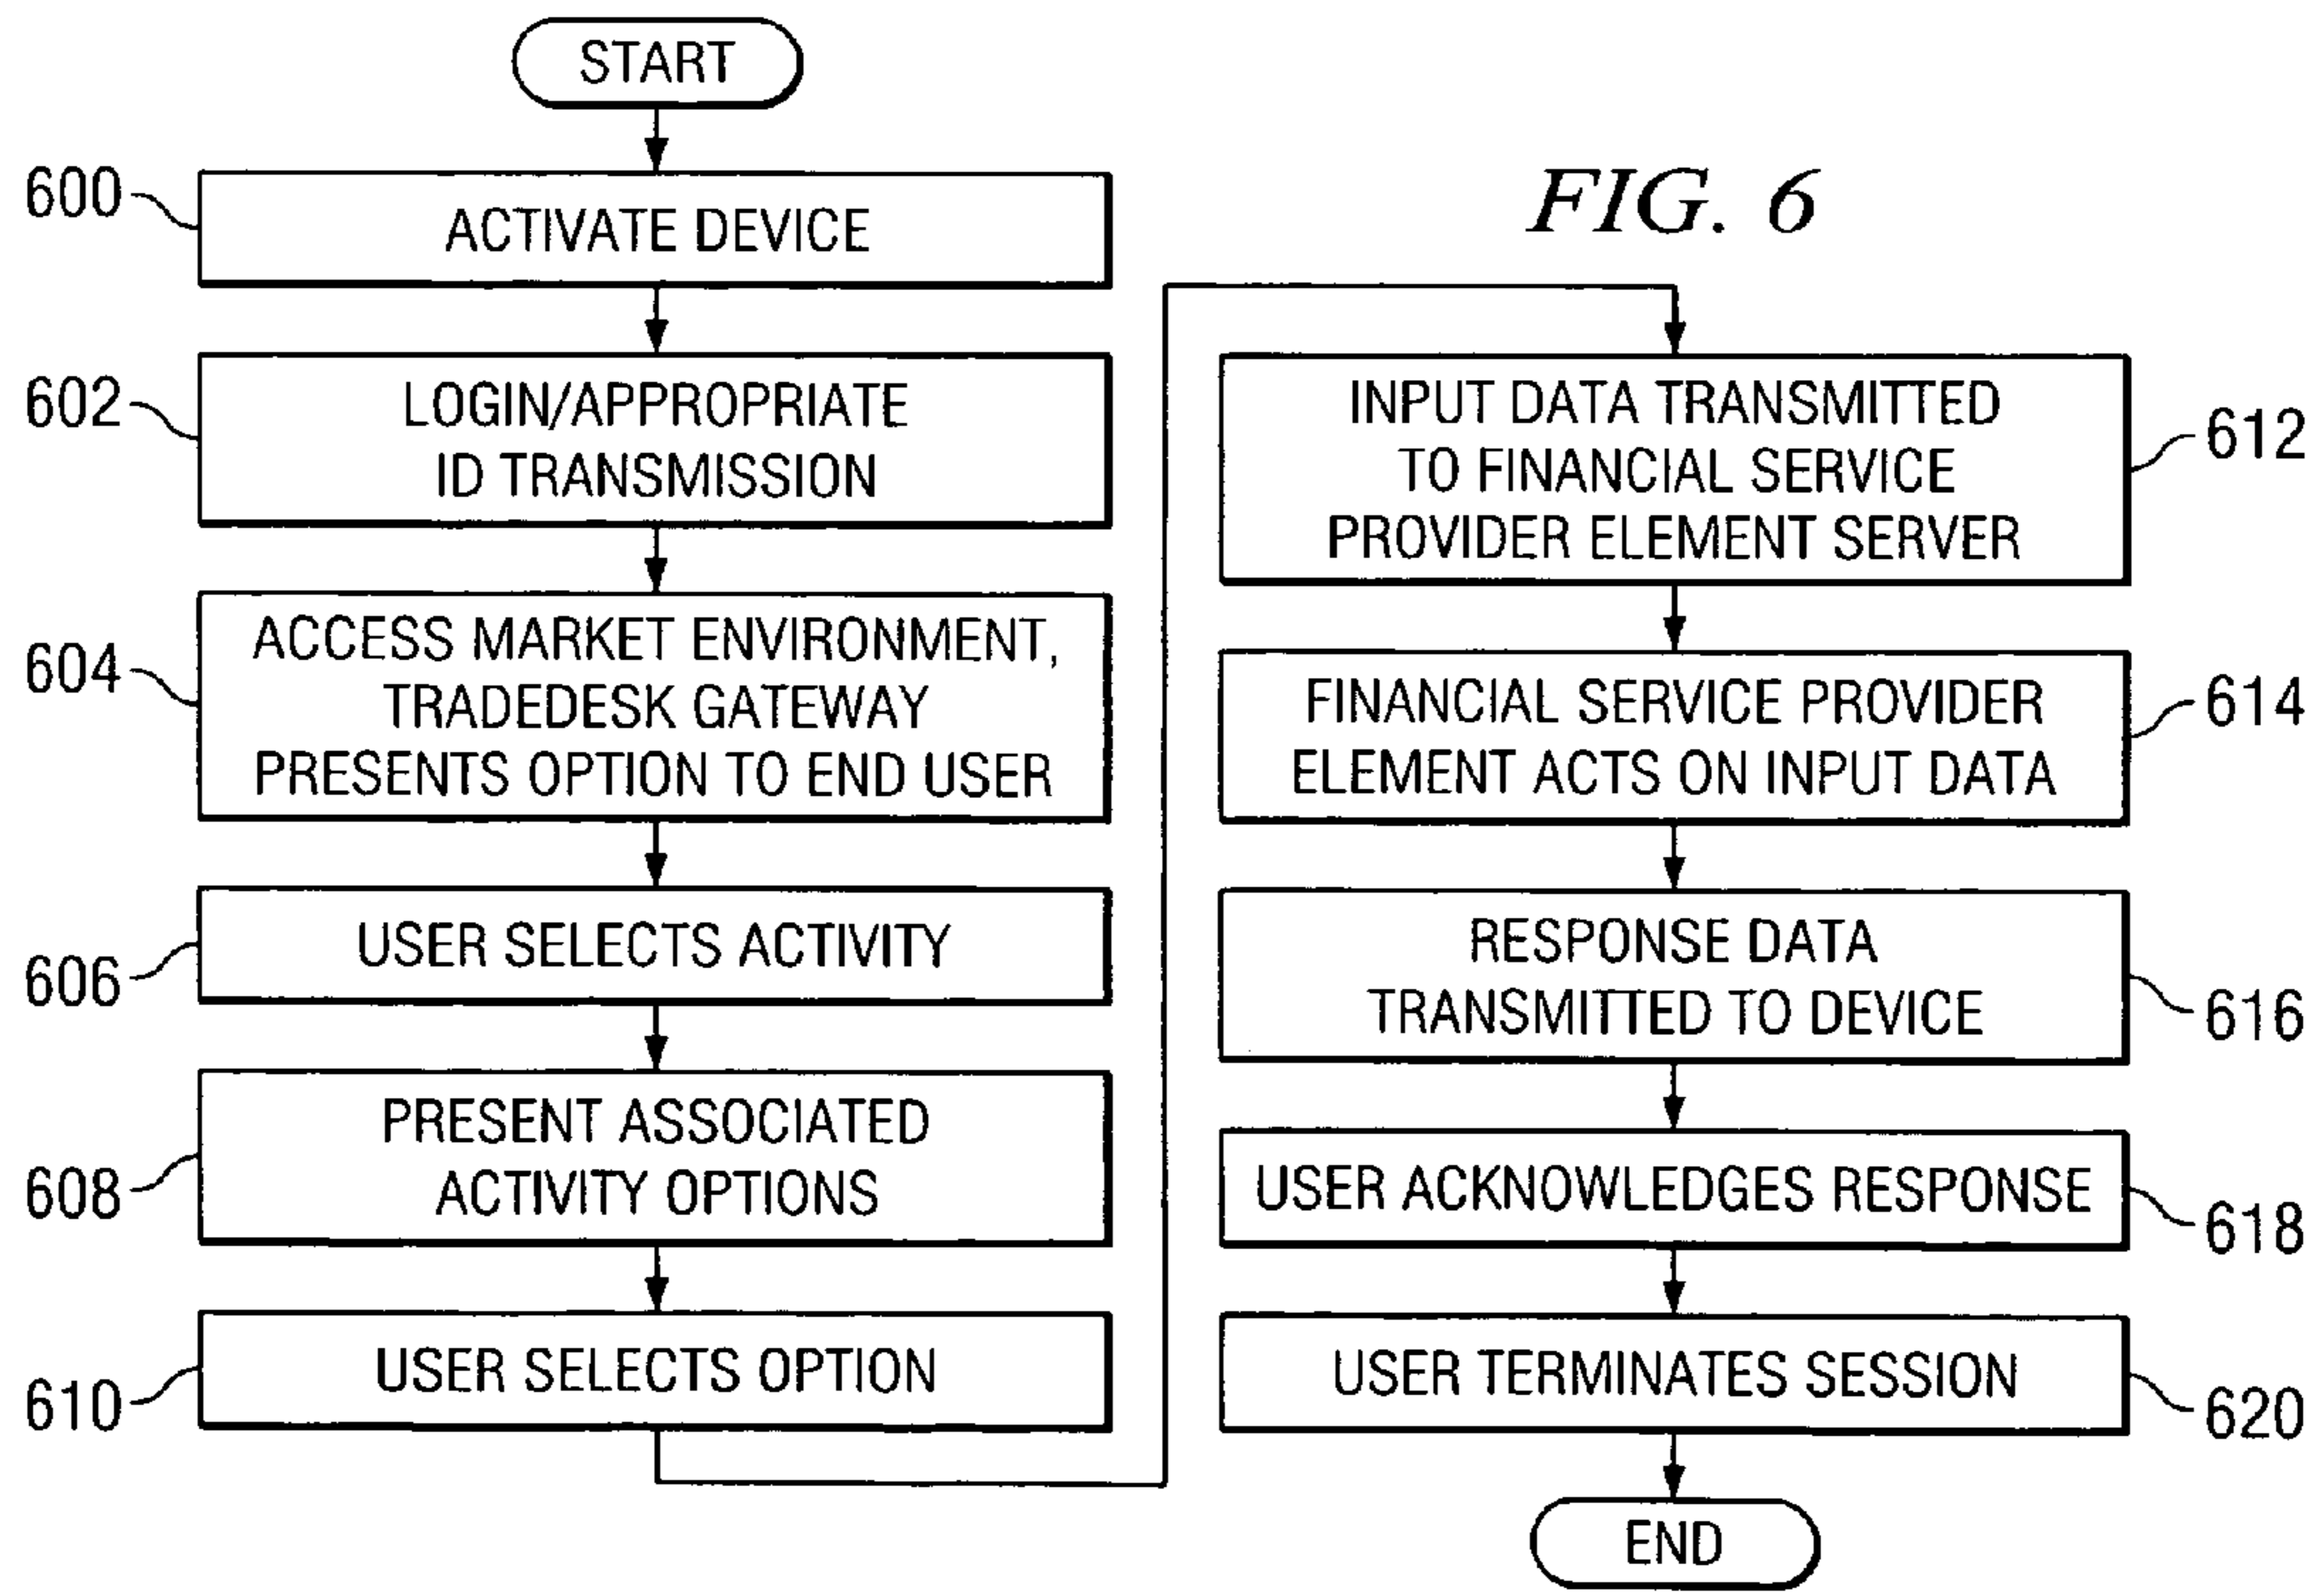 START
600
ACTIVATE DEVICE
602
LOGIN/APPROPRIATE
ID TRANSMISSION
604
ACCESS MARKET ENVIRONMENT,
TRADEDESK GATEWAY
PRESENTS OPTION TO END USER
606
USER SELECTS ACTIVITY
608
PRESENT ASSOCIATED
ACTIVITY OPTIONS
610
USER SELECTS OPTION
FIG. 6
INPUT DATA TRANSMITTED
TO FINANCIAL SERVICE
PROVIDER ELEMENT SERVER
612
FINANCIAL SERVICE PROVIDER
ELEMENT ACTS ON INPUT DATA
614
RESPONSE DATA
TRANSMITTED TO DEVICE
616
USER ACKNOWLEDGES RESPONSE
618
USER TERMINATES SESSION
620
END